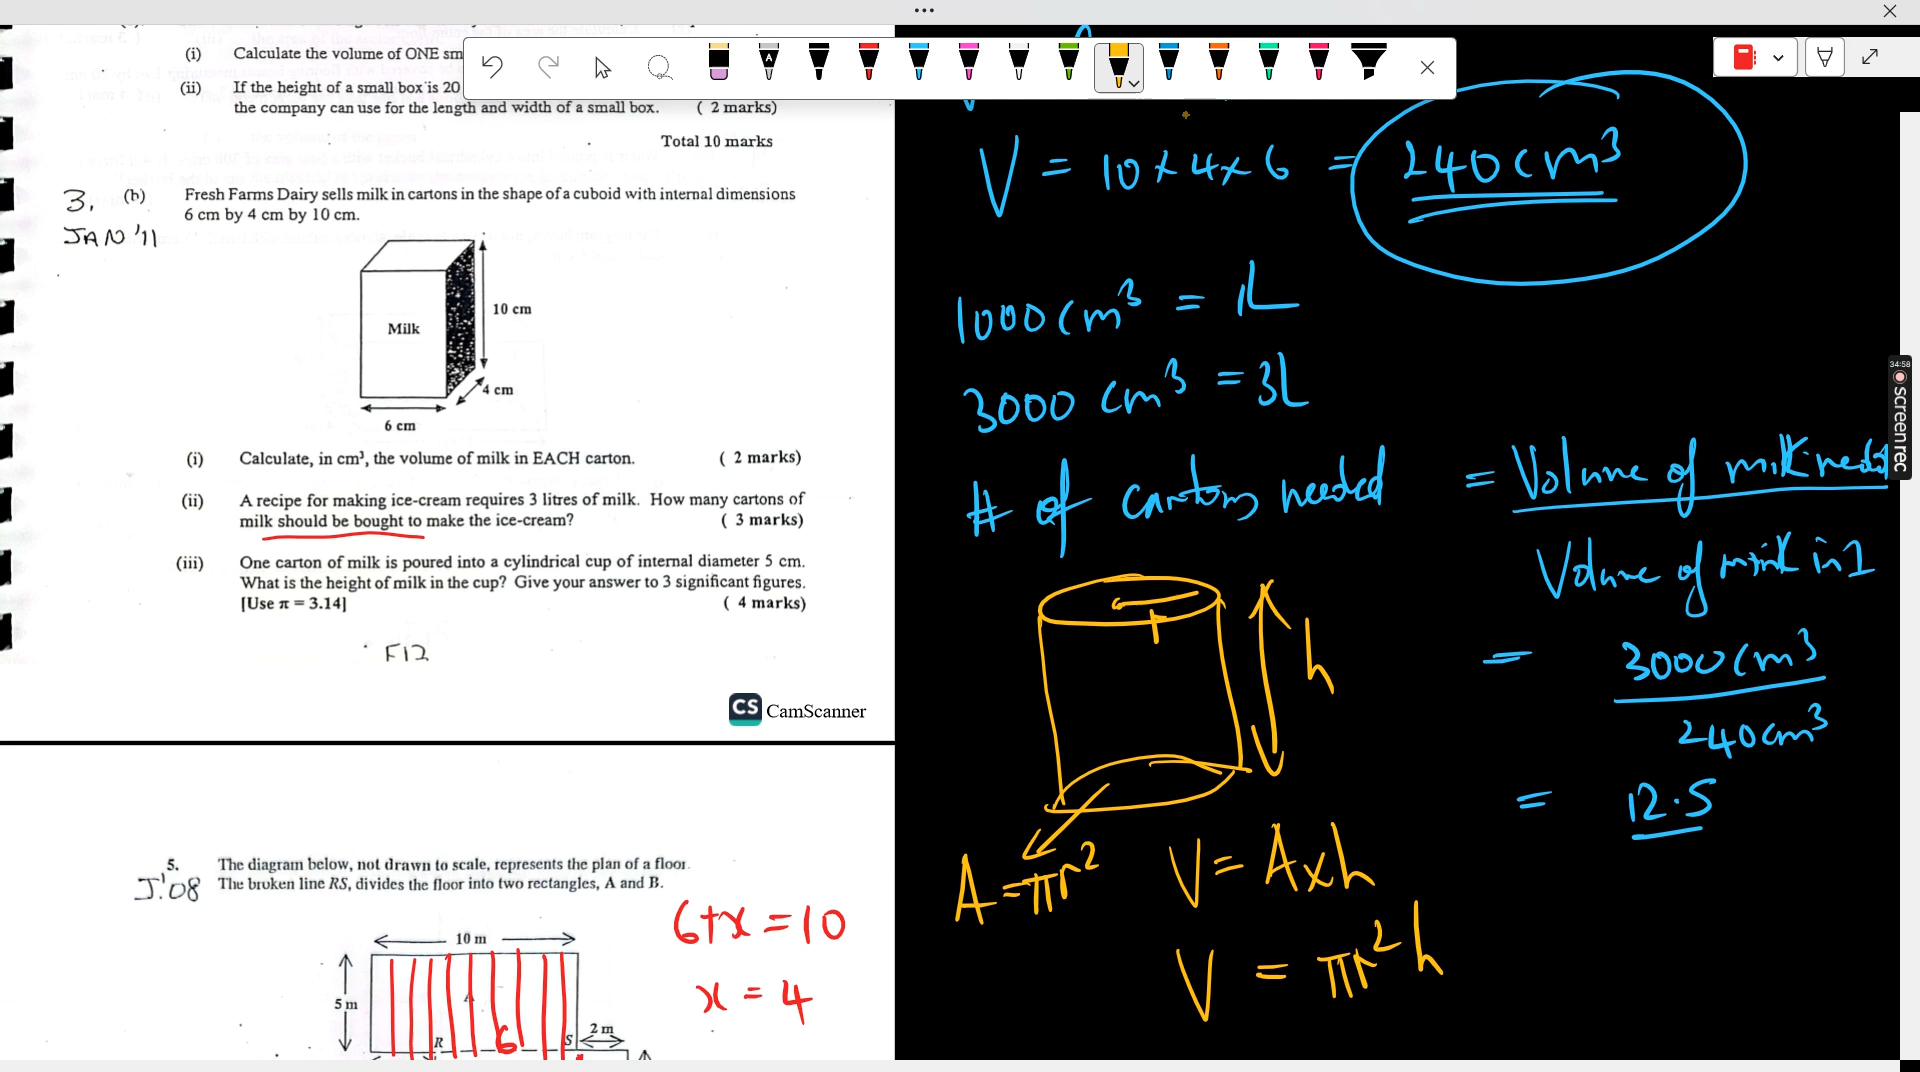 (i) Calculate the volume of ONE sm
(ii) If the height of a small box is 20
the company can use for the length and width of a small box. ( 2 marks)
Total 10 marks
3. (b) Fresh Farms Dairy sells milk in cartons in the shape of a cuboid with internal dimensions
JAN '11 6 cm by 4 cm by 10 cm.
10 cm
Milk
4 cm
6 cm
(i) Calculate, in cm³, the volume of milk in EACH carton. ( 2 marks)
(ii) A recipe for making ice-cream requires 3 litres of milk. How many cartons of
milk should be bought to make the ice-cream? ( 3 marks)
(iii) One carton of milk is poured into a cylindrical cup of internal diameter 5 cm.
What is the height of milk in the cup? Give your answer to 3 significant figures.
[Use π = 3.14] ( 4 marks)
F12
CS CamScanner
5. The diagram below, not drawn to scale, represents the plan of a floor.
J'08 The broken line RS, divides the floor into two rectangles, A and B.
6+x=10
10 m
x = 4
5 m
A
2 m
R 6 S
V = 10 x 4 x 6 = 240cm³
1000cm³ = 1L
3000 cm³ = 3L
# of cartons needed = Volume of milk needed
Volume of milk in 1
r
h
= 3000cm³
240cm³
= 12.5
A=πr² V= Axh
V = πr²h
34:58
screenrec